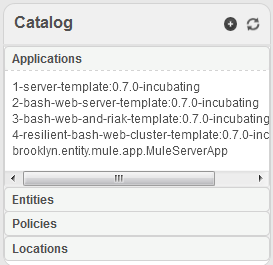 Catalog
Applications
1-server-template:0.7.0-incubating
2-bash-web-server-template:0.7.0-incubating
3-bash-web-and-riak-template:0.7.0-incubating
4-resilient-bash-web-cluster-template:0.7.0-inc
brooklyn.entity.mule.app.MuleServerApp
Entities
Policies
Locations